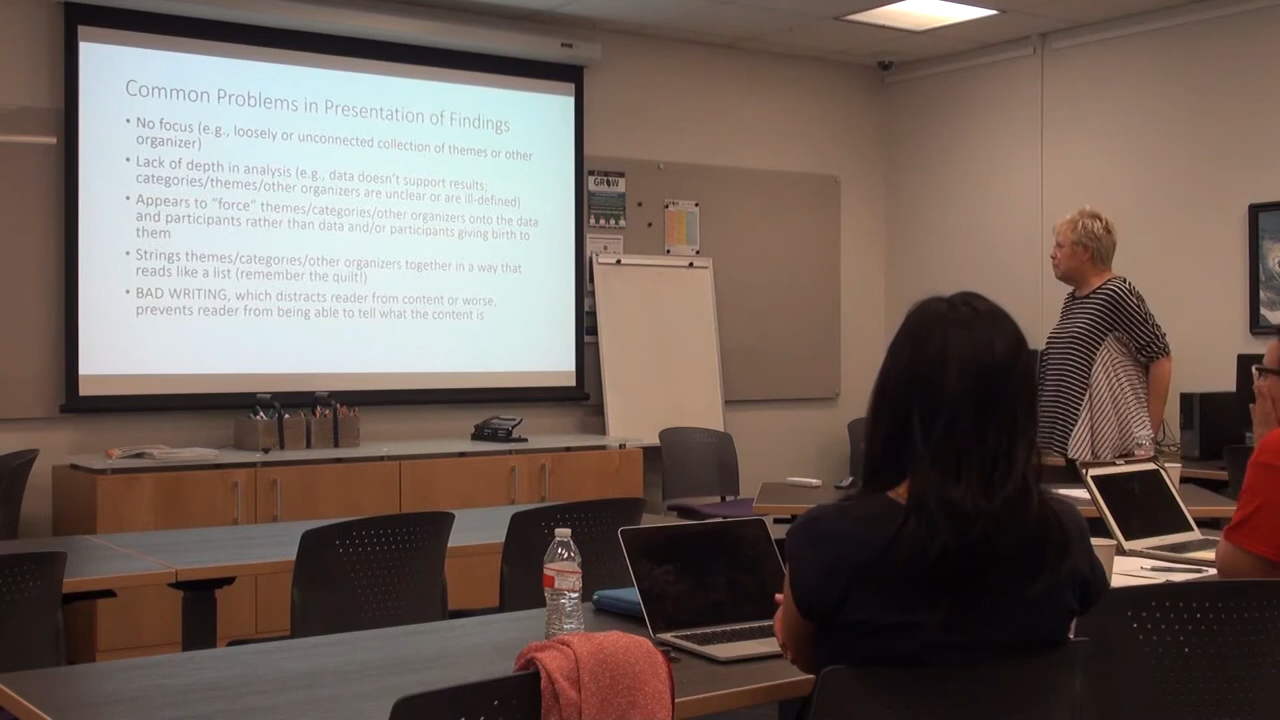 Common Problems in Presentation of Findings
• No focus (e.g., loosely or unconnected collection of themes or other
organizer)
• Lack of depth in analysis (e.g., data doesn't support results;
categories/themes/other organizers are unclear or are ill-defined)
• Appears to "force" themes/categories/other organizers onto the data
and participants rather than data and/or participants giving birth to
them
• Strings themes/categories/other organizers together in a way that
reads like a list (remember the quilt!)
• BAD WRITING, which distracts reader from content or worse,
prevents reader from being able to tell what the content is
GROW